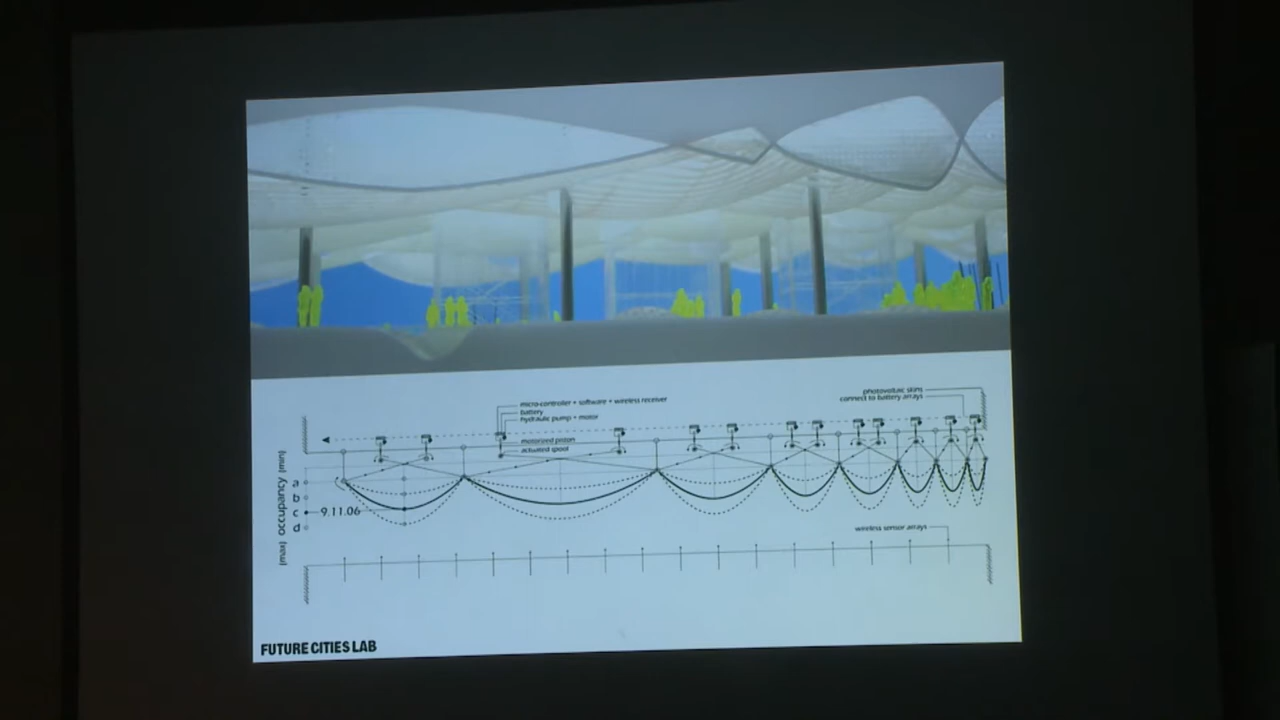 micro-controller + software + wireless receiver
battery
hydraulic pump + motor
photovoltaic skins
connect to battery arrays
motorized piston
actuated spool
(max) occupancy (min)
a
b
c
d
9.11.06
wireless sensor arrays
FUTURE CITIES LAB